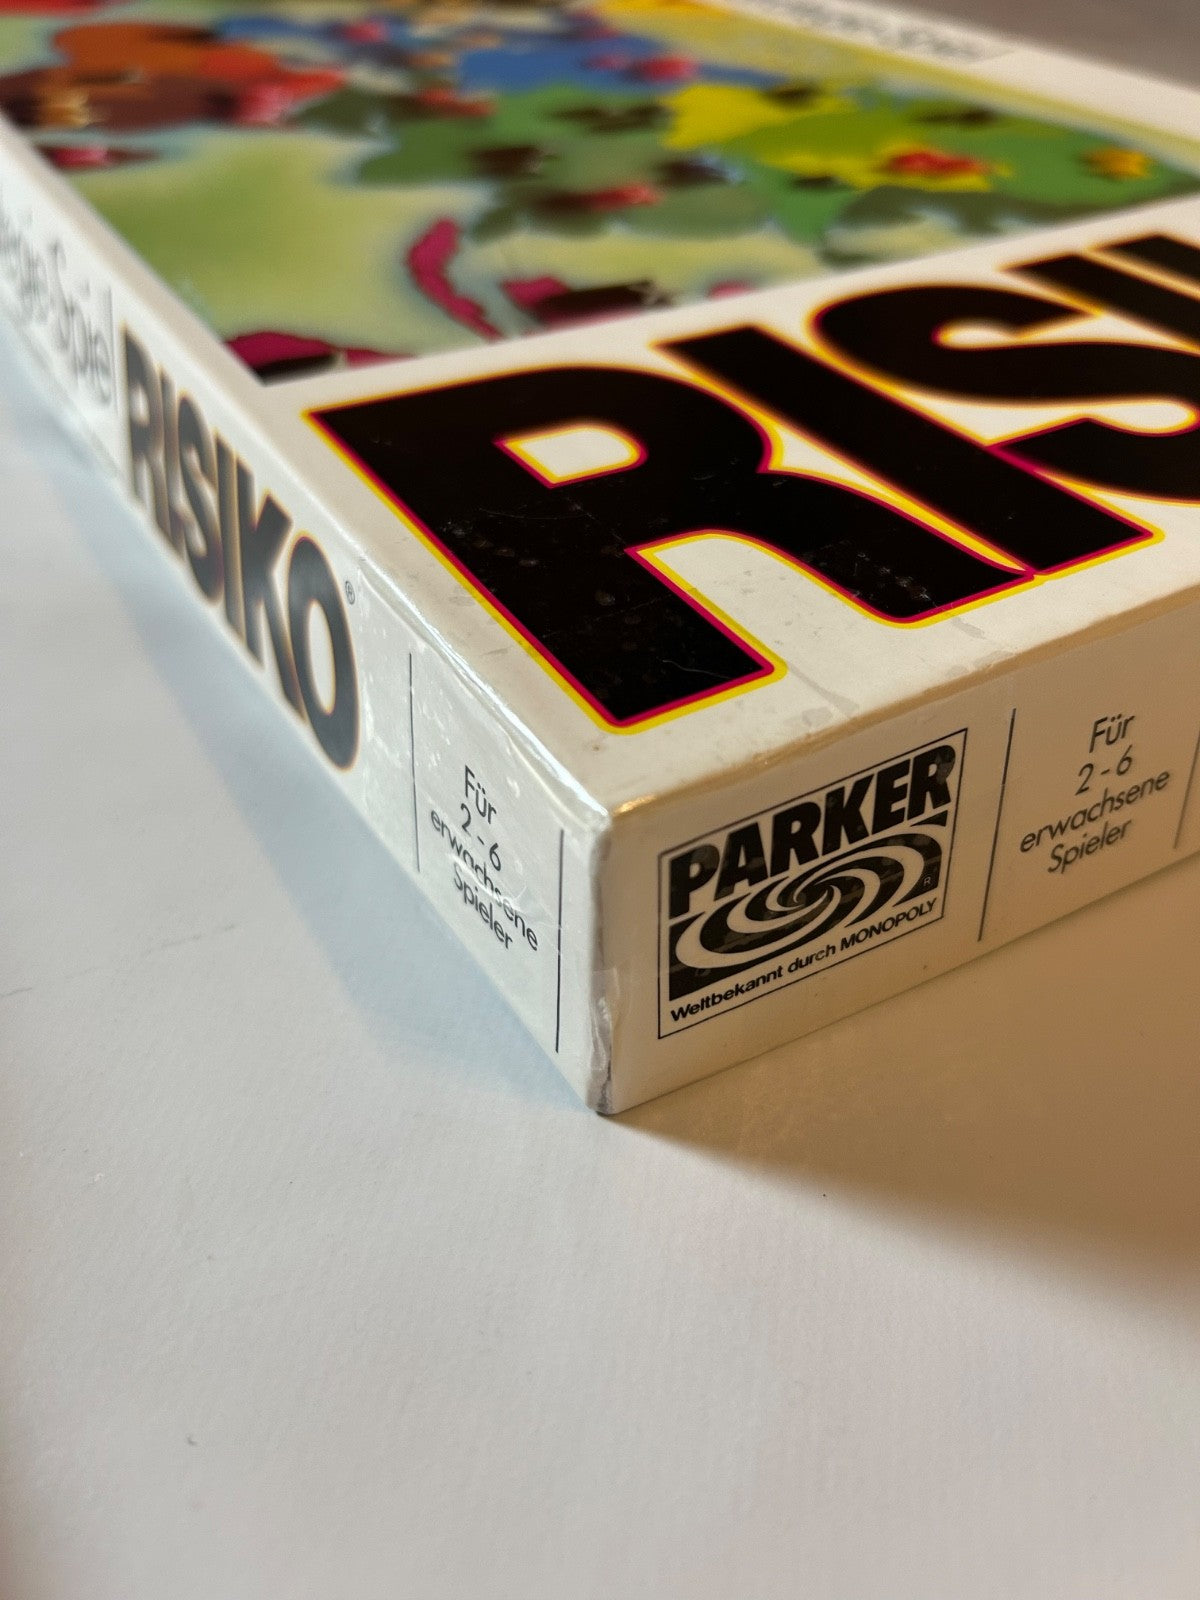 RISI
Spiel
RISIKO®
Für
2 - 6
erwachsene
Spieler
PARKER
R
Weltbekannt durch MONOPOLY
Für
2 - 6
erwachsene
Spieler